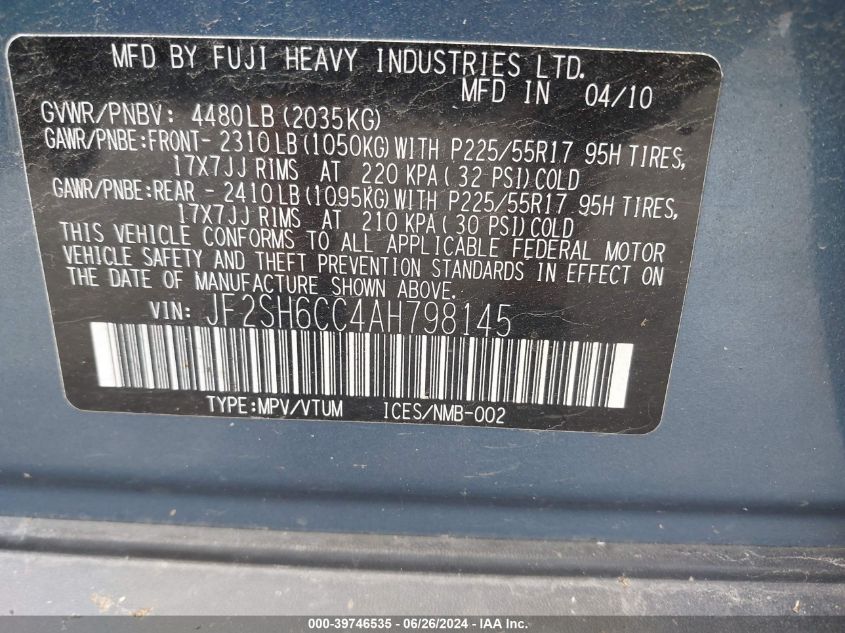 MFD BY FUJI HEAVY INDUSTRIES LTD.
MFD IN 04/10
GVWR/PNBV: 4480LB(2035KG)
GAWR/PNBE:FRONT- 2310LB(1050KG)WITH P225/55R17 95H TIRES,
17X7JJ RIMS AT 220 KPA(32 PSI)COLD
GAWR/PNBE:REAR - 2410LB(1095KG)WITH P225/55R17 95H TIRES,
17X7JJ RIMS AT 210 KPA(30 PSI)COLD
THIS VEHICLE CONFORMS TO ALL APPLICABLE FEDERAL MOTOR
VEHICLE SAFETY AND THEFT PREVENTION STANDARDS IN EFFECT ON
THE DATE OF MANUFACTURE SHOWN ABOVE.
VIN: JF2SH6CC4AH798145
TYPE:MPV/VTUM ICES/NMB-002
000-39746535 - 06/26/2024 - IAA Inc.